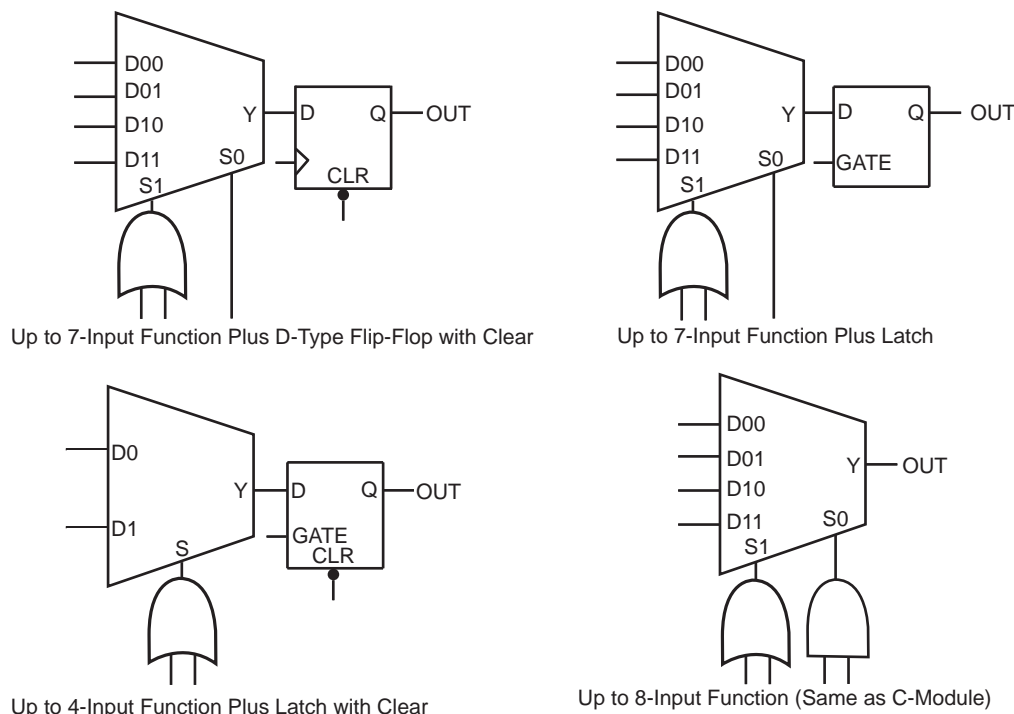 D00
D01
D10
D11
Y
S0
S1
D
Q
OUT
CLR
Up to 7-Input Function Plus D-Type Flip-Flop with Clear
D00
D01
D10
D11
Y
S0
S1
D
Q
OUT
GATE
Up to 7-Input Function Plus Latch
D0
D1
Y
S
D
Q
OUT
GATE
CLR
Up to 4-Input Function Plus Latch with Clear
D00
D01
D10
D11
Y
OUT
S0
S1
Up to 8-Input Function (Same as C-Module)